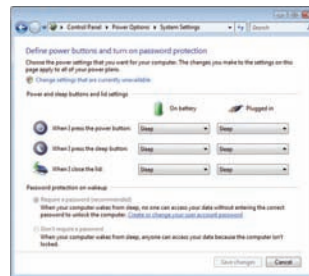 Control Panel ▸ Power Options ▸ System Settings
Search
Define power buttons and turn on password protection
Choose the power settings that you want for your computer. The changes you make to the settings on this
page apply to all of your power plans.
Change settings that are currently unavailable
Power and sleep buttons and lid settings
On battery Plugged in
When I press the power button: Sleep Sleep
When I press the sleep button: Sleep Sleep
When I close the lid: Sleep Sleep
Password protection on wakeup
Require a password (recommended)
When your computer wakes from sleep, no one can access your data without entering the correct
password to unlock the computer. Create or change your user account password
Don't require a password
When your computer wakes from sleep, anyone can access your data because the computer isn't
locked.
Save changes Cancel